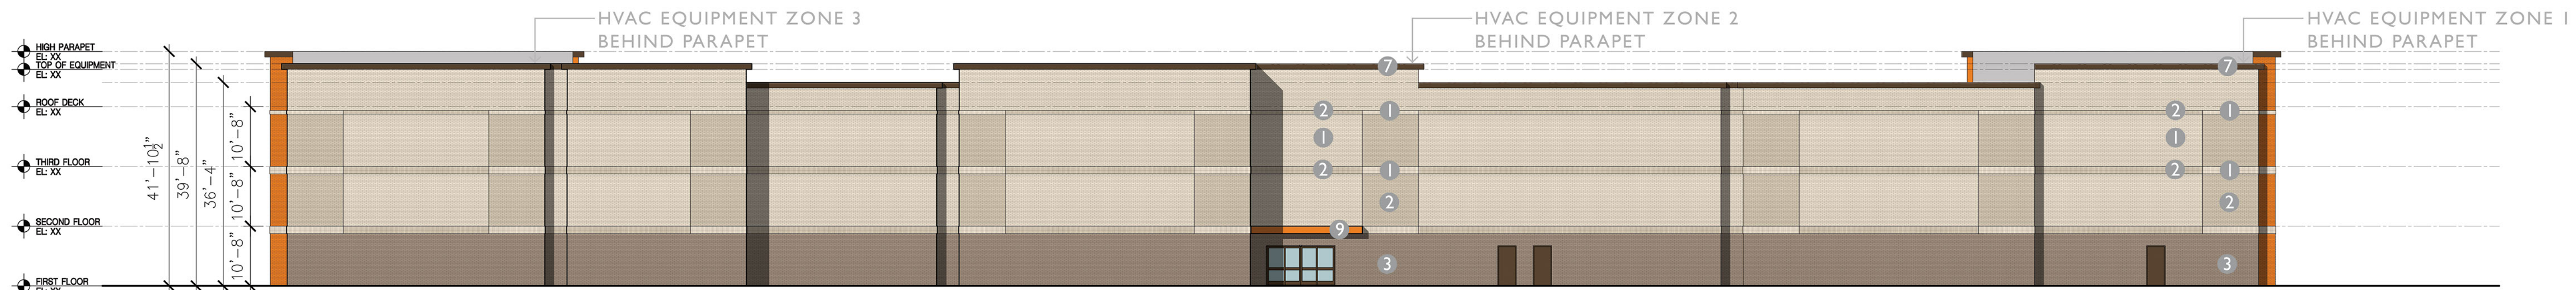 HVAC EQUIPMENT ZONE 3
BEHIND PARAPET
HVAC EQUIPMENT ZONE 2
BEHIND PARAPET
HVAC EQUIPMENT ZONE 1
BEHIND PARAPET
HIGH PARAPET
EL: XX
TOP OF EQUIPMENT
EL: XX
ROOF DECK
EL: XX
THIRD FLOOR
EL: XX
SECOND FLOOR
EL: XX
FIRST FLOOR
EL: XX
41'-10½"
39'-8"
36'-4"
10'-8"
10'-8"
10'-8"
7
2 1
1
2 1
2
9
3
7
2 1
1
2 1
2
3